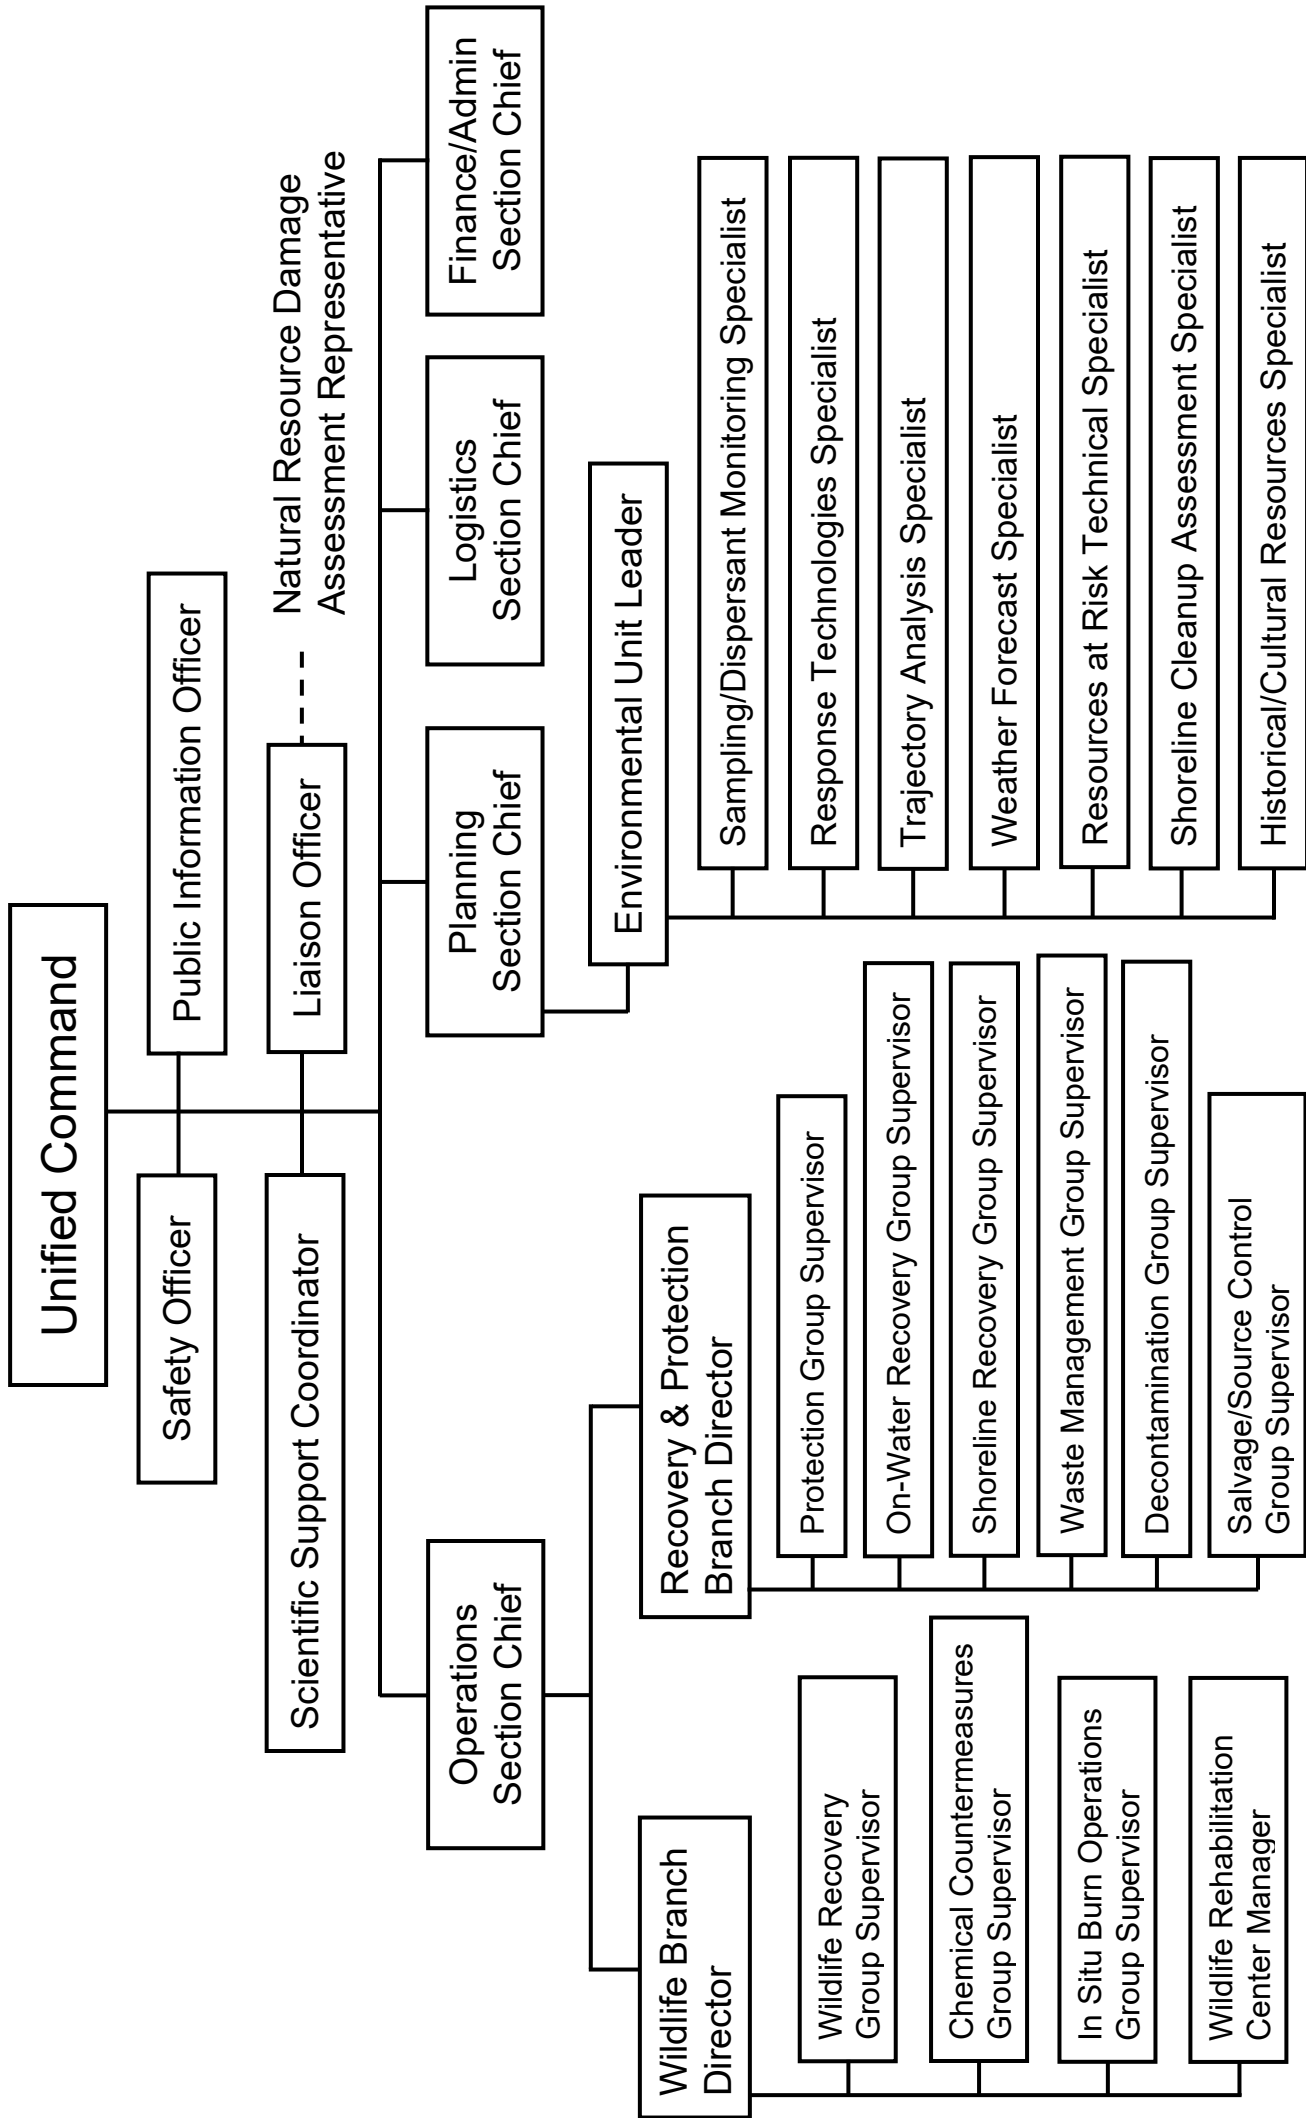 Unified Command
Safety Officer
Public Information Officer
Scientific Support Coordinator
Liaison Officer
Natural Resource Damage
Assessment Representative
Operations
Section Chief
Planning
Section Chief
Logistics
Section Chief
Finance/Admin
Section Chief
Wildlife Branch
Director
Wildlife Recovery
Group Supervisor
Chemical Countermeasures
Group Supervisor
In Situ Burn Operations
Group Supervisor
Wildlife Rehabilitation
Center Manager
Recovery & Protection
Branch Director
Protection Group Supervisor
On-Water Recovery Group Supervisor
Shoreline Recovery Group Supervisor
Waste Management Group Supervisor
Decontamination Group Supervisor
Salvage/Source Control
Group Supervisor
Environmental Unit Leader
Sampling/Dispersant Monitoring Specialist
Response Technologies Specialist
Trajectory Analysis Specialist
Weather Forecast Specialist
Resources at Risk Technical Specialist
Shoreline Cleanup Assessment Specialist
Historical/Cultural Resources Specialist